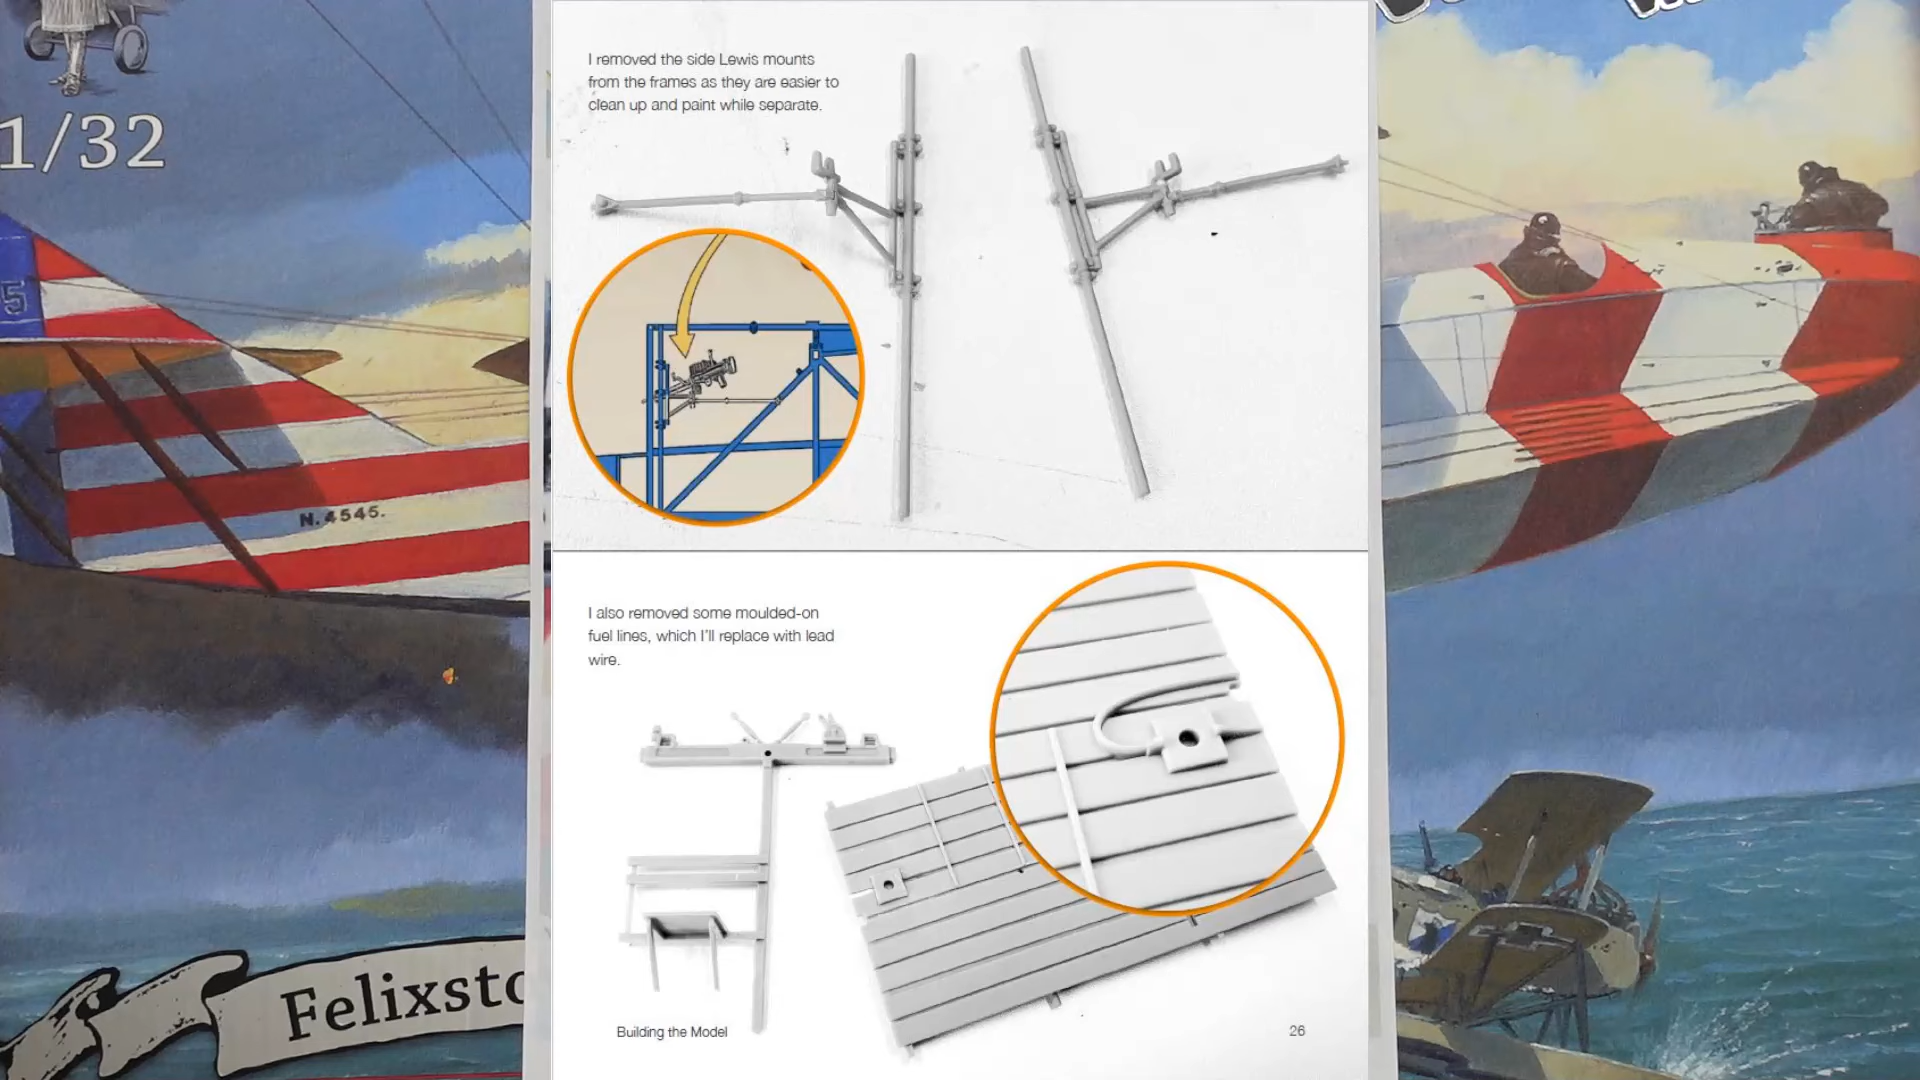 1/32
5
N.4545.
I removed the side Lewis mounts
from the frames as they are easier to
clean up and paint while separate.
I also removed some moulded-on
fuel lines, which I'll replace with lead
wire.
Building the Model
26